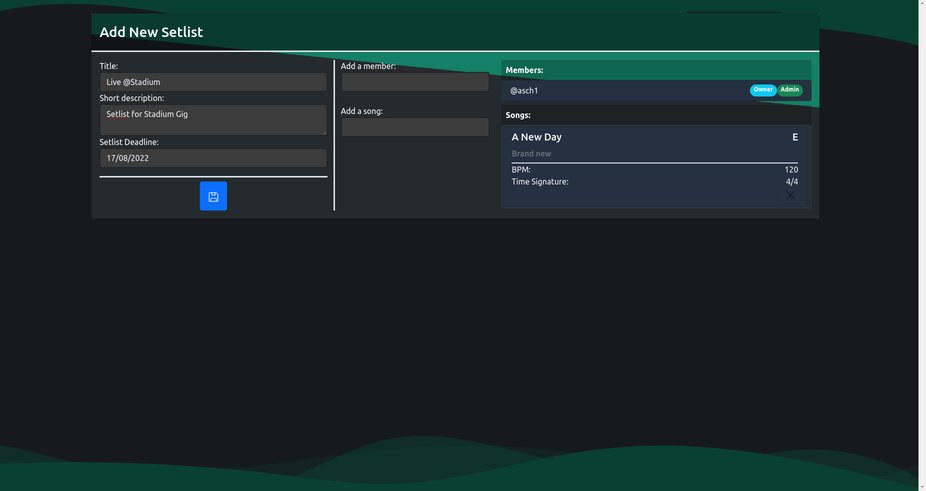 Add New Setlist
Title:
Live @Stadium
Short description:
Setlist for Stadium Gig
Setlist Deadline:
17/08/2022
Add a member:
Add a song:
Members:
@asch1 Owner Admin
Songs:
A New Day E
Brand new
BPM: 120
Time Signature: 4/4